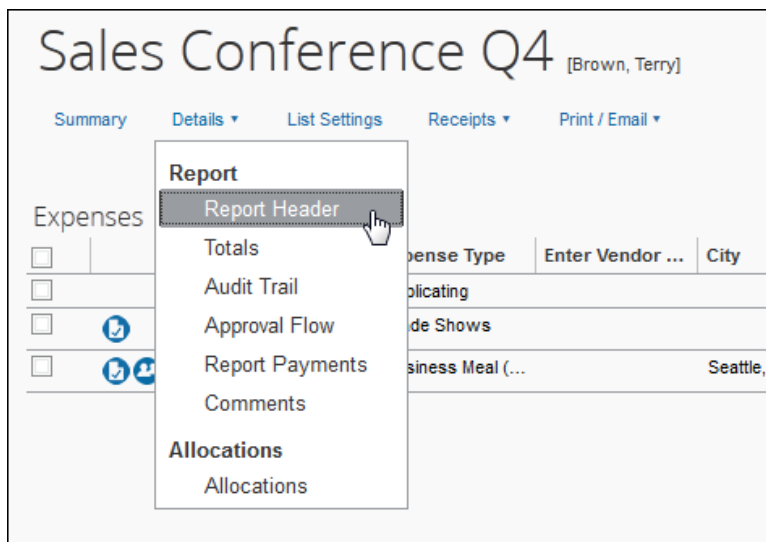 Sales Conference Q4 [Brown, Terry]
Summary Details List Settings Receipts Print / Email
Report
Report Header
Totals
Audit Trail
Approval Flow
Report Payments
Comments
Allocations
Allocations
Expenses
pense Type Enter Vendor ... City
plicating
de Shows
siness Meal (... Seattle,